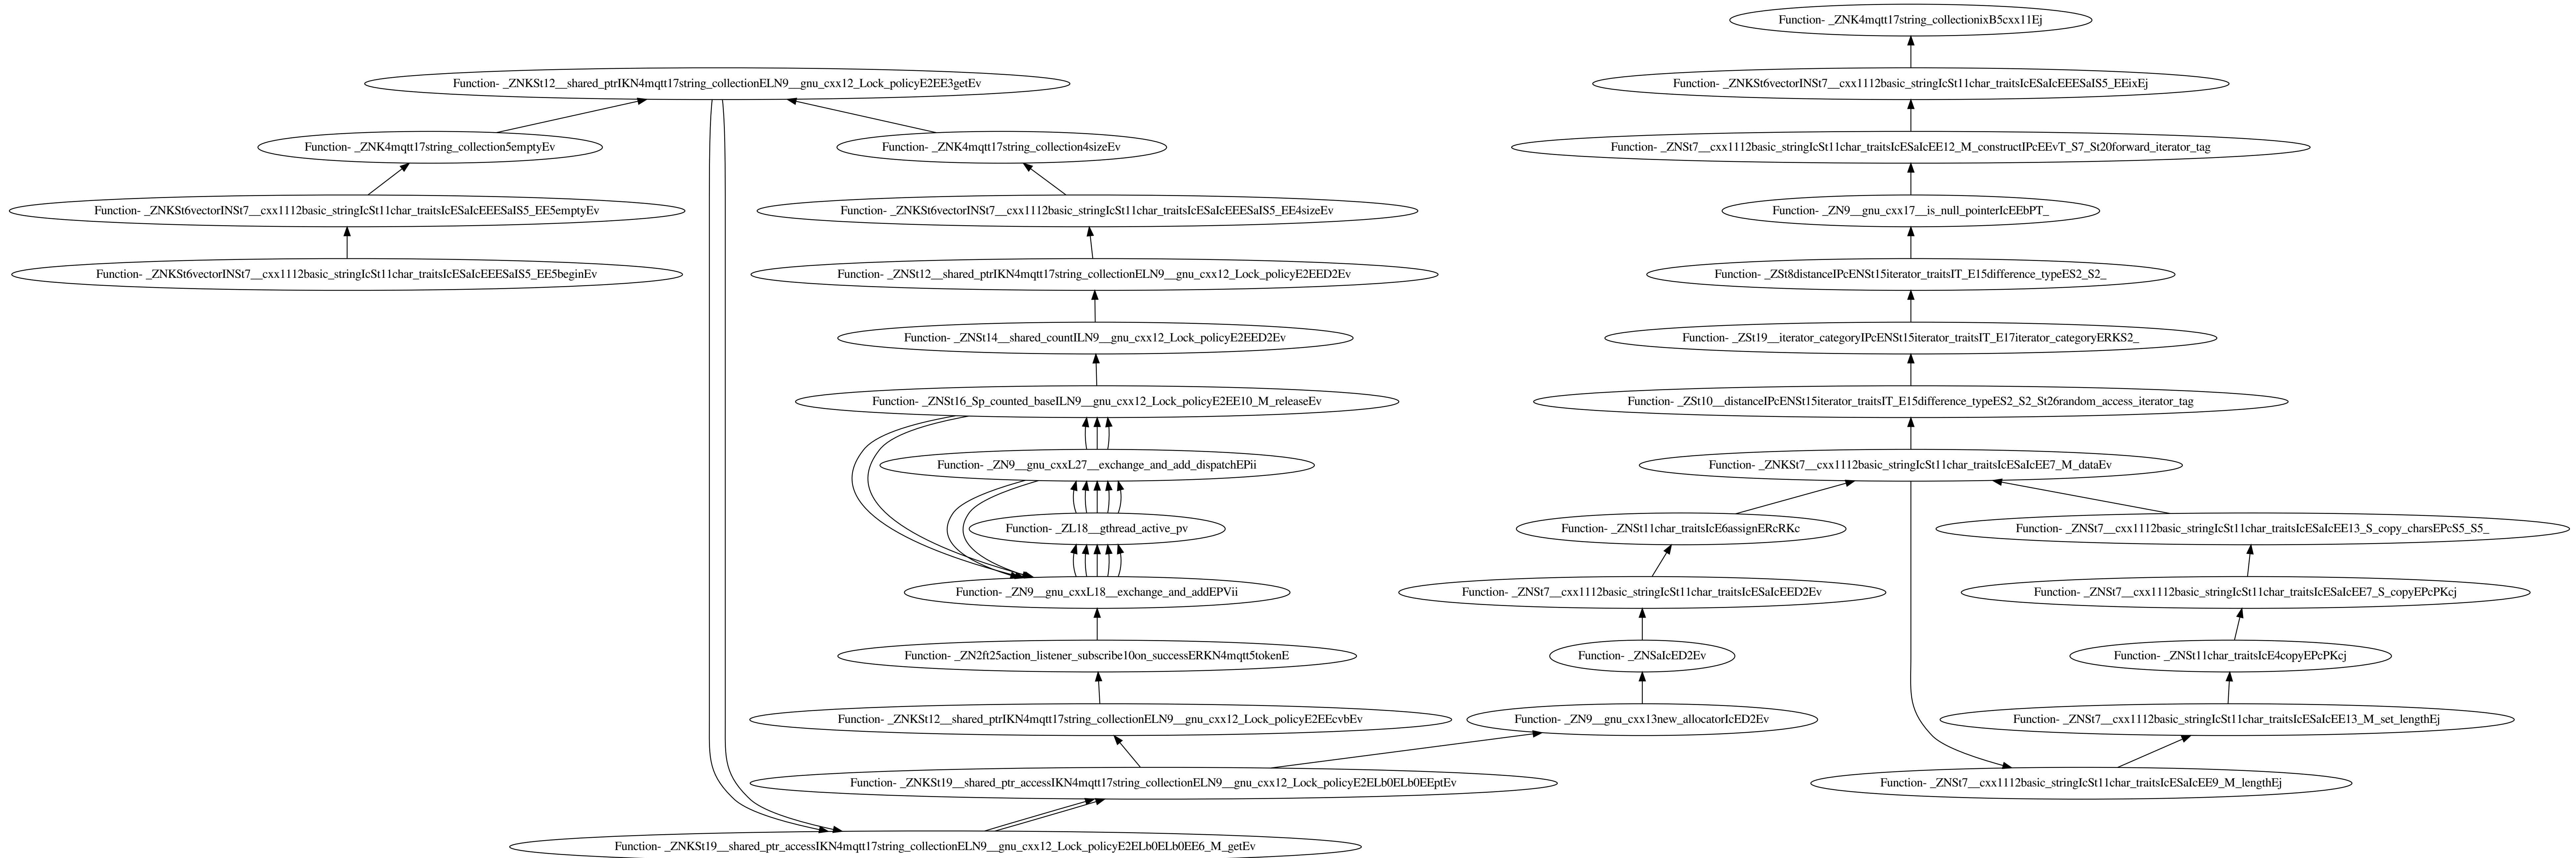 Function- _ZNK4mqtt17string_collectionixB5cxx11Ej
Function- _ZNKSt12__shared_ptrIKN4mqtt17string_collectionELN9__gnu_cxx12_Lock_policyE2EE3getEv
Function- _ZNKSt6vectorINSt7__cxx1112basic_stringIcSt11char_traitsIcESaIcEEESaIS5_EEixEj
Function- _ZNK4mqtt17string_collection5emptyEv
Function- _ZNK4mqtt17string_collection4sizeEv
Function- _ZNSt7__cxx1112basic_stringIcSt11char_traitsIcESaIcEE12_M_constructIPcEEvT_S7_St20forward_iterator_tag
Function- _ZNKSt6vectorINSt7__cxx1112basic_stringIcSt11char_traitsIcESaIcEEESaIS5_EE5emptyEv
Function- _ZNKSt6vectorINSt7__cxx1112basic_stringIcSt11char_traitsIcESaIcEEESaIS5_EE4sizeEv
Function- _ZN9__gnu_cxx17__is_null_pointerIcEEbPT_
Function- _ZNKSt6vectorINSt7__cxx1112basic_stringIcSt11char_traitsIcESaIcEEESaIS5_EE5beginEv
Function- _ZNSt12__shared_ptrIKN4mqtt17string_collectionELN9__gnu_cxx12_Lock_policyE2EED2Ev
Function- _ZSt8distanceIPcENSt15iterator_traitsIT_E15difference_typeES2_S2_
Function- _ZNSt14__shared_countILN9__gnu_cxx12_Lock_policyE2EED2Ev
Function- _ZSt19__iterator_categoryIPcENSt15iterator_traitsIT_E17iterator_categoryERKS2_
Function- _ZNSt16_Sp_counted_baseILN9__gnu_cxx12_Lock_policyE2EE10_M_releaseEv
Function- _ZSt10__distanceIPcENSt15iterator_traitsIT_E15difference_typeES2_S2_St26random_access_iterator_tag
Function- _ZN9__gnu_cxxL27__exchange_and_add_dispatchEPii
Function- _ZNKSt7__cxx1112basic_stringIcSt11char_traitsIcESaIcEE7_M_dataEv
Function- _ZL18__gthread_active_pv
Function- _ZNSt11char_traitsIcE6assignERcRKc
Function- _ZNSt7__cxx1112basic_stringIcSt11char_traitsIcESaIcEE13_S_copy_charsEPcS5_S5_
Function- _ZN9__gnu_cxxL18__exchange_and_addEPVii
Function- _ZNSt7__cxx1112basic_stringIcSt11char_traitsIcESaIcEED2Ev
Function- _ZNSt7__cxx1112basic_stringIcSt11char_traitsIcESaIcEE7_S_copyEPcPKcj
Function- _ZN2ft25action_listener_subscribe10on_successERKN4mqtt5tokenE
Function- _ZNSaIcED2Ev
Function- _ZNSt11char_traitsIcE4copyEPcPKcj
Function- _ZNKSt12__shared_ptrIKN4mqtt17string_collectionELN9__gnu_cxx12_Lock_policyE2EEcvbEv
Function- _ZN9__gnu_cxx13new_allocatorIcED2Ev
Function- _ZNSt7__cxx1112basic_stringIcSt11char_traitsIcESaIcEE13_M_set_lengthEj
Function- _ZNKSt19__shared_ptr_accessIKN4mqtt17string_collectionELN9__gnu_cxx12_Lock_policyE2ELb0ELb0EEptEv
Function- _ZNSt7__cxx1112basic_stringIcSt11char_traitsIcESaIcEE9_M_lengthEj
Function- _ZNKSt19__shared_ptr_accessIKN4mqtt17string_collectionELN9__gnu_cxx12_Lock_policyE2ELb0ELb0EE6_M_getEv